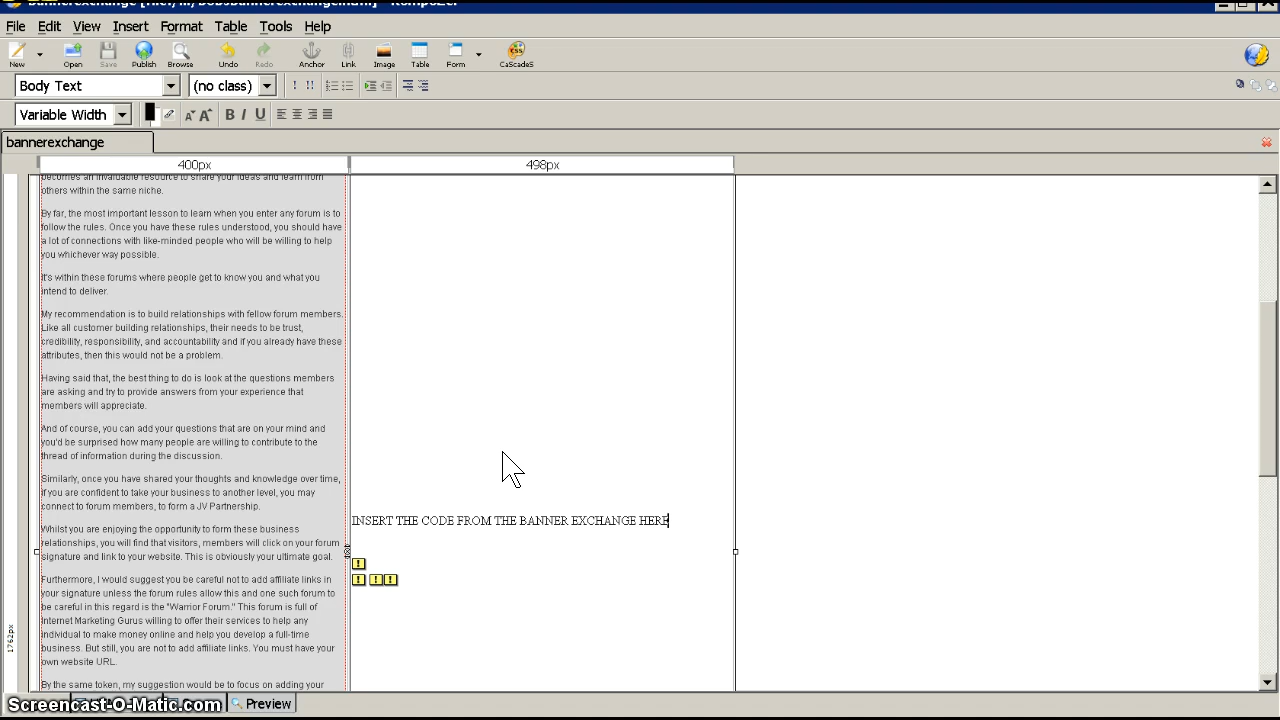 bannerexchange [file:///
File Edit View Insert Format Table Tools Help
New Open Save Publish Browse Undo Redo Anchor Link Image Table Form CaScadeS
Body Text (no class)
Variable Width B I U
bannerexchange
400px 498px
becomes an invaluable resource to share your ideas and learn from
others within the same niche.
By far, the most important lesson to learn when you enter any forum is to
follow the rules. Once you have these rules understood, you should have
a lot of connections with like-minded people who will be willing to help
you whichever way possible.
It's within these forums where people get to know you and what you
intend to deliver.
My recommendation is to build relationships with fellow forum members.
Like all customer building relationships, their needs to be trust,
credibility, responsibility, and accountability and if you already have these
attributes, then this would not be a problem.
Having said that, the best thing to do is look at the questions members
are asking and try to provide answers from your experience that
members will appreciate.
And of course, you can add your questions that are on your mind and
you'd be surprised how many people are willing to contribute to the
thread of information during the discussion.
Similarly, once you have shared your thoughts and knowledge over time,
if you are confident to take your business to another level, you may
connect to forum members, to form a JV Partnership.
INSERT THE CODE FROM THE BANNER EXCHANGE HERE
Whilst you are enjoying the opportunity to form these business
relationships, you will find that visitors, members will click on your forum
signature and link to your website. This is obviously your ultimate goal.
Furthermore, I would suggest you be careful not to add affiliate links in
your signature unless the forum rules allow this and one such forum to
be careful in this regard is the "Warrior Forum." This forum is full of
Internet Marketing Gurus willing to offer their services to help any
individual to make money online and help you develop a full-time
business. But still, you are not to add affiliate links. You must have your
own website URL.
By the same token, my suggestion would be to focus on adding your
1762px
Preview
Screencast-O-Matic.com